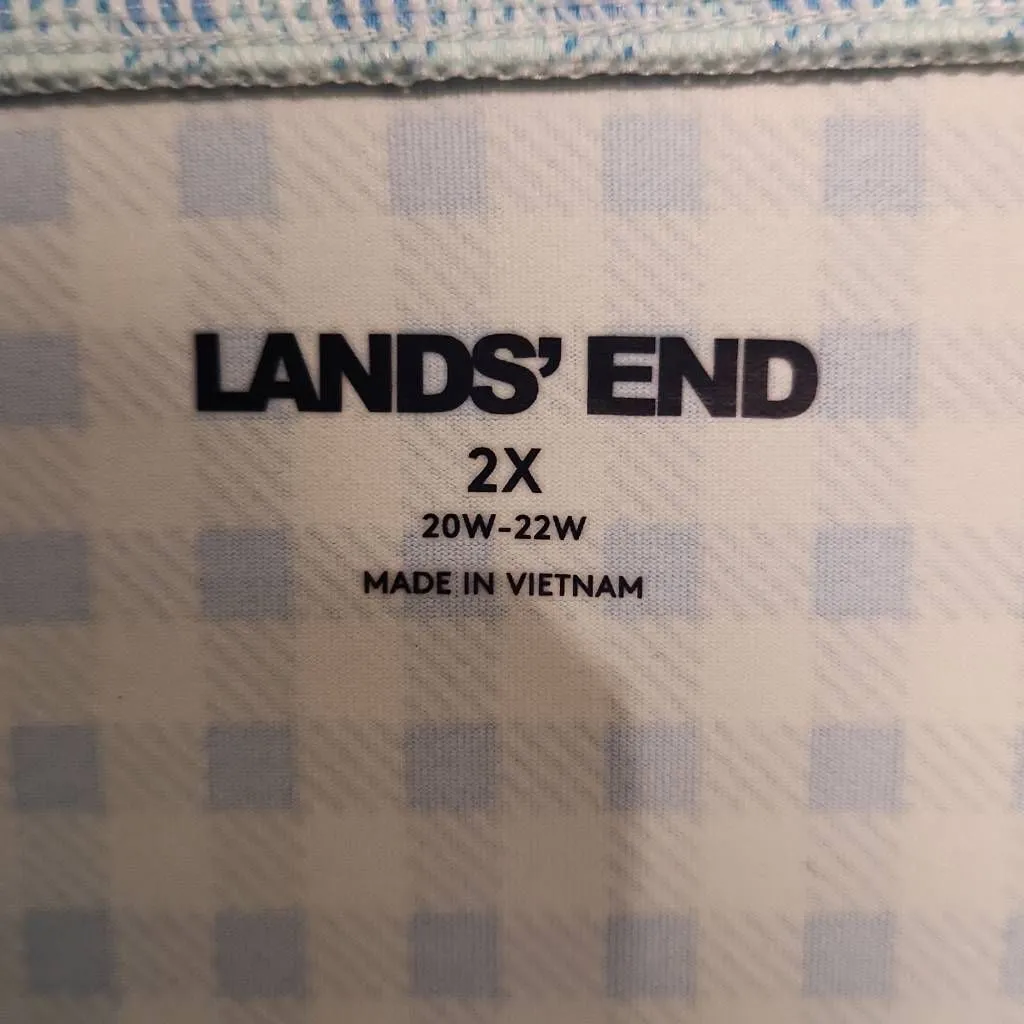 LANDS' END
2X
20W-22W
MADE IN VIETNAM